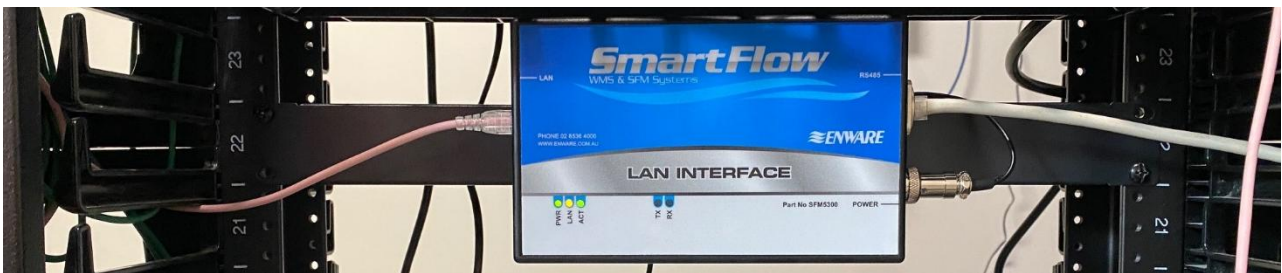 SmartFlow
WMS & SFM Systems
LAN
RS485
PHONE 02 8536 4000
WWW.ENWARE.COM.AU
ENWARE
LAN INTERFACE
PWR
LAN
ACT
TX
RX
Part No SFM5300
POWER
23
22
21
23
21